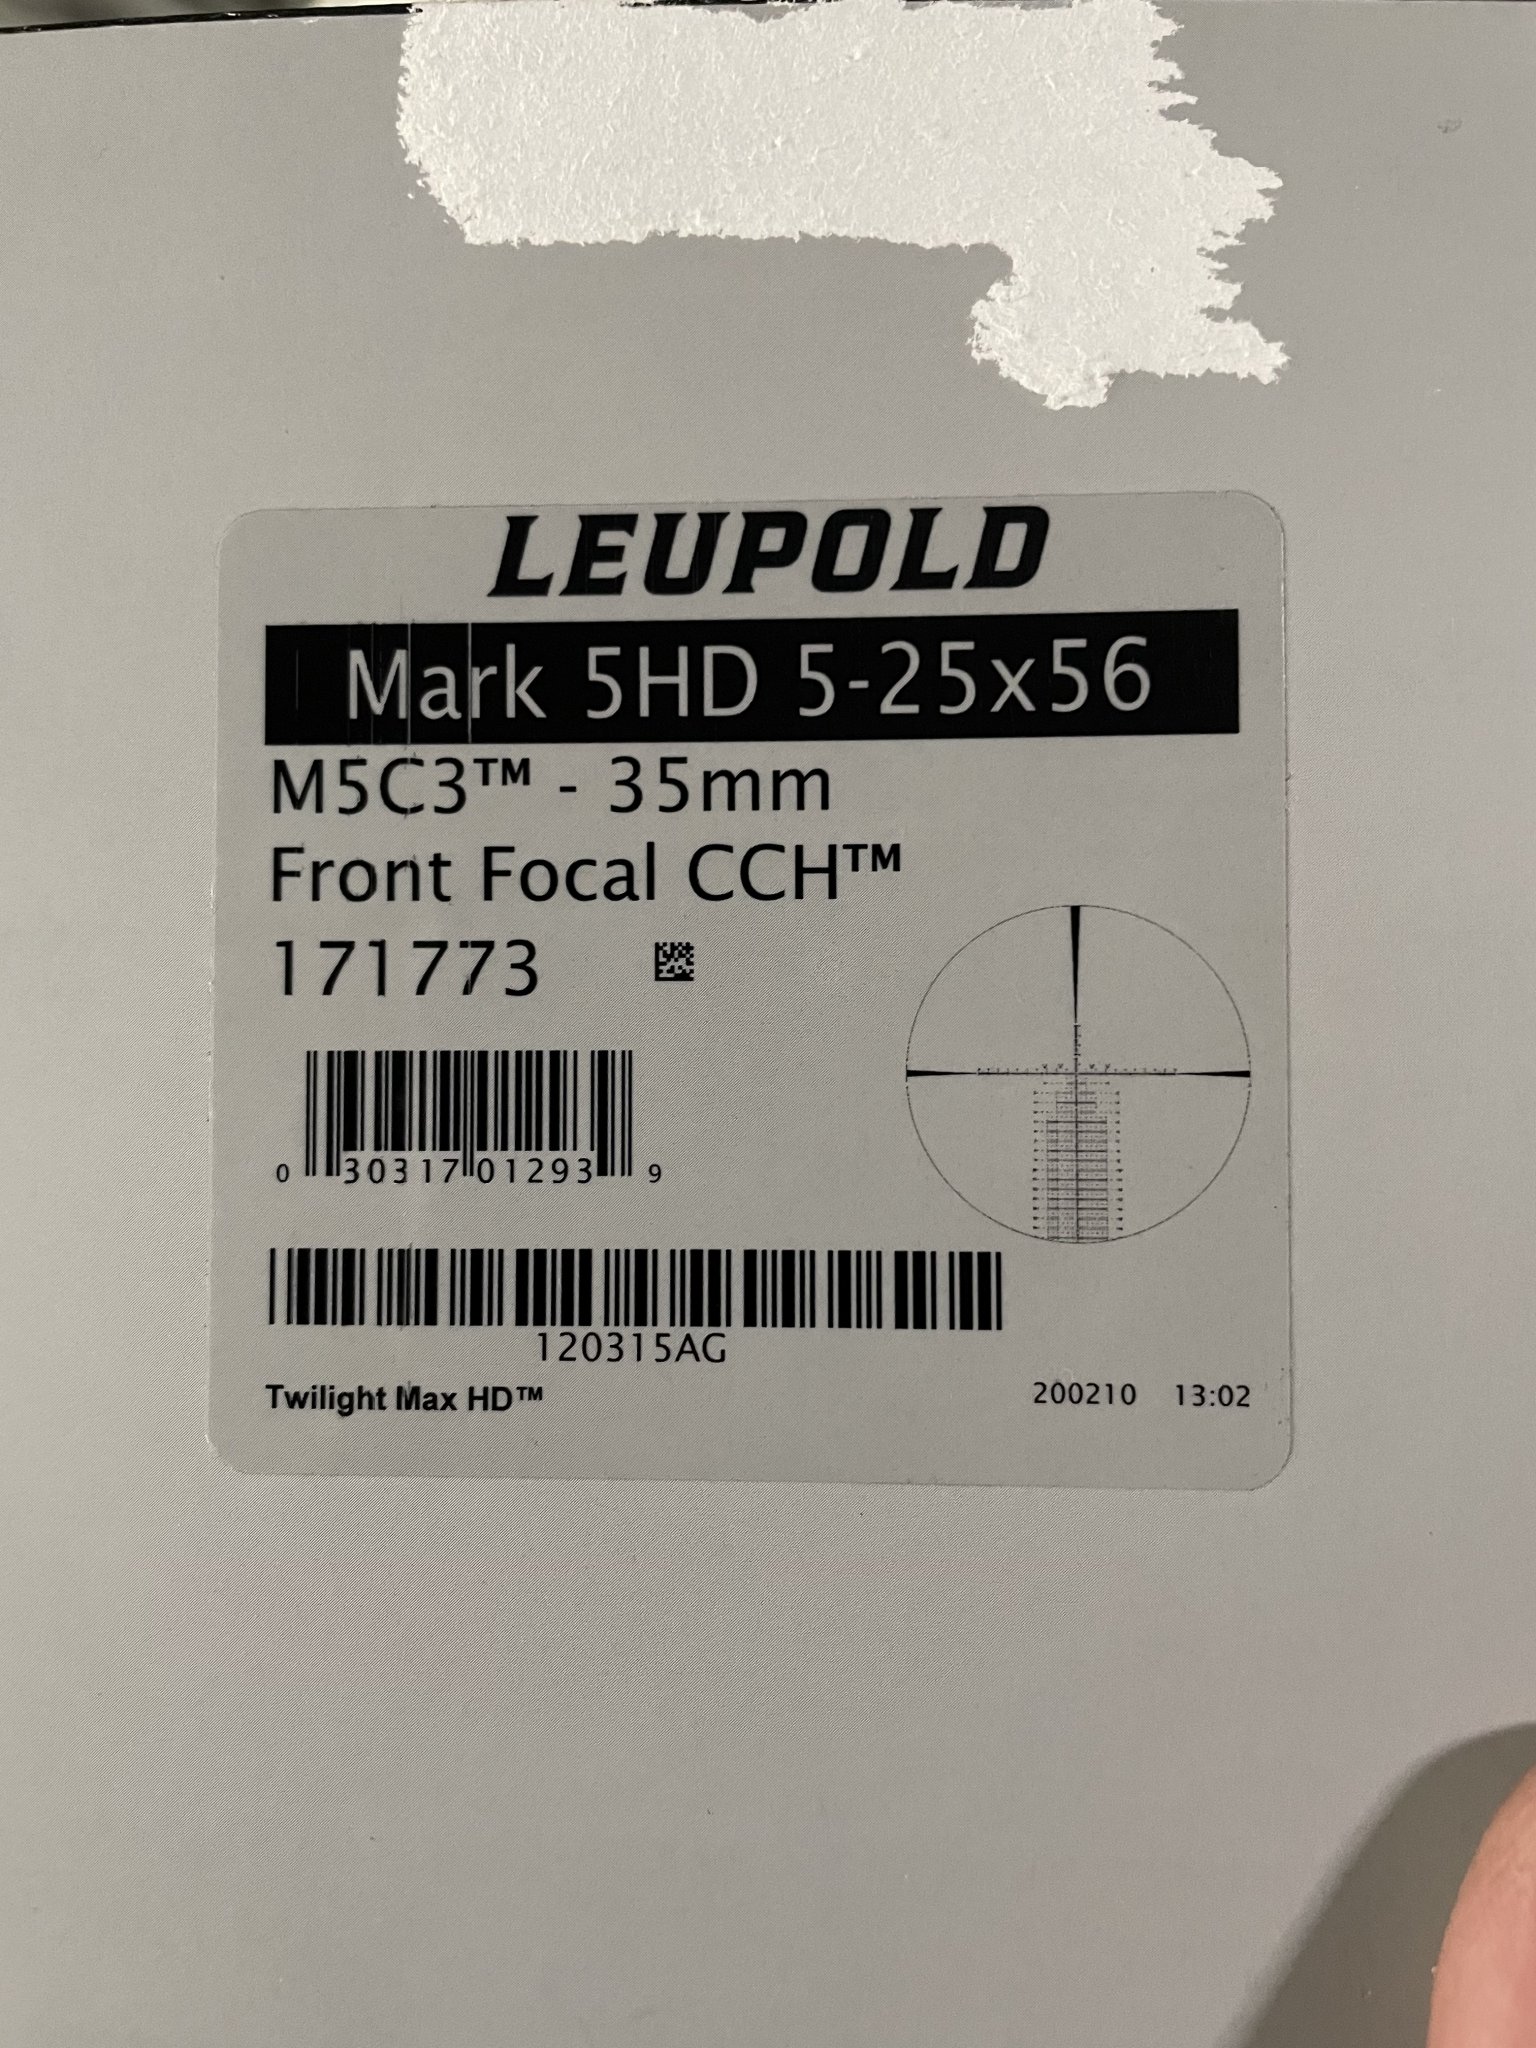 LEUPOLD
Mark 5HD 5-25x56
M5C3™ - 35mm
Front Focal CCH™
171773
0 30317 01293 9
120315AG
Twilight Max HD™ 200210 13:02